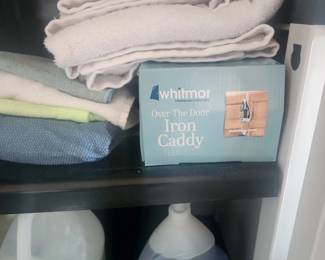 whitmor
Over The Door
Iron
Caddy